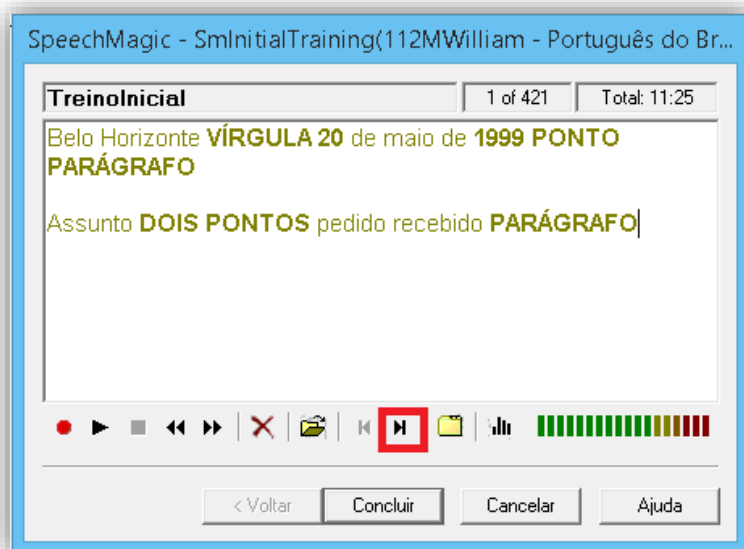 SpeechMagic - SmInitialTraining(112MWilliam - Português do Br...
TreinoInicial 1 of 421 Total: 11:25
Belo Horizonte VÍRGULA 20 de maio de 1999 PONTO
PARÁGRAFO
Assunto DOIS PONTOS pedido recebido PARÁGRAFO
< Voltar Concluir Cancelar Ajuda